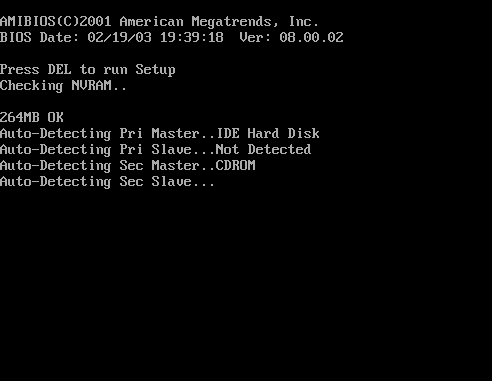 AMIBIOS(C)2001 American Megatrends, Inc.
BIOS Date: 02/19/03 19:39:18  Ver: 08.00.02
Press DEL to run Setup
Checking NVRAM..
264MB OK
Auto-Detecting Pri Master..IDE Hard Disk
Auto-Detecting Pri Slave...Not Detected
Auto-Detecting Sec Master..CDROM
Auto-Detecting Sec Slave...